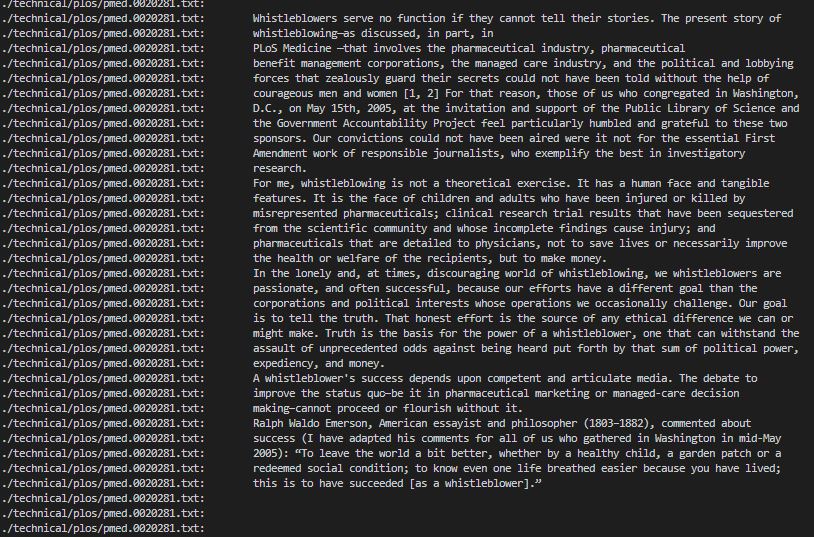 ./technical/plos/pmed.0020281.txt:
./technical/plos/pmed.0020281.txt: Whistleblowers serve no function if they cannot tell their stories. The present story of
./technical/plos/pmed.0020281.txt: whistleblowing—as discussed, in part, in
./technical/plos/pmed.0020281.txt: PLoS Medicine —that involves the pharmaceutical industry, pharmaceutical
./technical/plos/pmed.0020281.txt: benefit management corporations, the managed care industry, and the political and lobbying
./technical/plos/pmed.0020281.txt: forces that zealously guard their secrets could not have been told without the help of
./technical/plos/pmed.0020281.txt: courageous men and women [1, 2] For that reason, those of us who congregated in Washington,
./technical/plos/pmed.0020281.txt: D.C., on May 15th, 2005, at the invitation and support of the Public Library of Science and
./technical/plos/pmed.0020281.txt: the Government Accountability Project feel particularly humbled and grateful to these two
./technical/plos/pmed.0020281.txt: sponsors. Our convictions could not have been aired were it not for the essential First
./technical/plos/pmed.0020281.txt: Amendment work of responsible journalists, who exemplify the best in investigatory
./technical/plos/pmed.0020281.txt: research.
./technical/plos/pmed.0020281.txt: For me, whistleblowing is not a theoretical exercise. It has a human face and tangible
./technical/plos/pmed.0020281.txt: features. It is the face of children and adults who have been injured or killed by
./technical/plos/pmed.0020281.txt: misrepresented pharmaceuticals; clinical research trial results that have been sequestered
./technical/plos/pmed.0020281.txt: from the scientific community and whose incomplete findings cause injury; and
./technical/plos/pmed.0020281.txt: pharmaceuticals that are detailed to physicians, not to save lives or necessarily improve
./technical/plos/pmed.0020281.txt: the health or welfare of the recipients, but to make money.
./technical/plos/pmed.0020281.txt: In the lonely and, at times, discouraging world of whistleblowing, we whistleblowers are
./technical/plos/pmed.0020281.txt: passionate, and often successful, because our efforts have a different goal than the
./technical/plos/pmed.0020281.txt: corporations and political interests whose operations we occasionally challenge. Our goal
./technical/plos/pmed.0020281.txt: is to tell the truth. That honest effort is the source of any ethical difference we can or
./technical/plos/pmed.0020281.txt: might make. Truth is the basis for the power of a whistleblower, one that can withstand the
./technical/plos/pmed.0020281.txt: assault of unprecedented odds against being heard put forth by that sum of political power,
./technical/plos/pmed.0020281.txt: expediency, and money.
./technical/plos/pmed.0020281.txt: A whistleblower's success depends upon competent and articulate media. The debate to
./technical/plos/pmed.0020281.txt: improve the status quo—be it in pharmaceutical marketing or managed-care decision
./technical/plos/pmed.0020281.txt: making—cannot proceed or flourish without it.
./technical/plos/pmed.0020281.txt: Ralph Waldo Emerson, American essayist and philosopher (1803–1882), commented about
./technical/plos/pmed.0020281.txt: success (I have adapted his comments for all of us who gathered in Washington in mid-May
./technical/plos/pmed.0020281.txt: 2005): “To leave the world a bit better, whether by a healthy child, a garden patch or a
./technical/plos/pmed.0020281.txt: redeemed social condition; to know even one life breathed easier because you have lived;
./technical/plos/pmed.0020281.txt: this is to have succeeded [as a whistleblower].”
./technical/plos/pmed.0020281.txt:
./technical/plos/pmed.0020281.txt:
./technical/plos/pmed.0020281.txt: